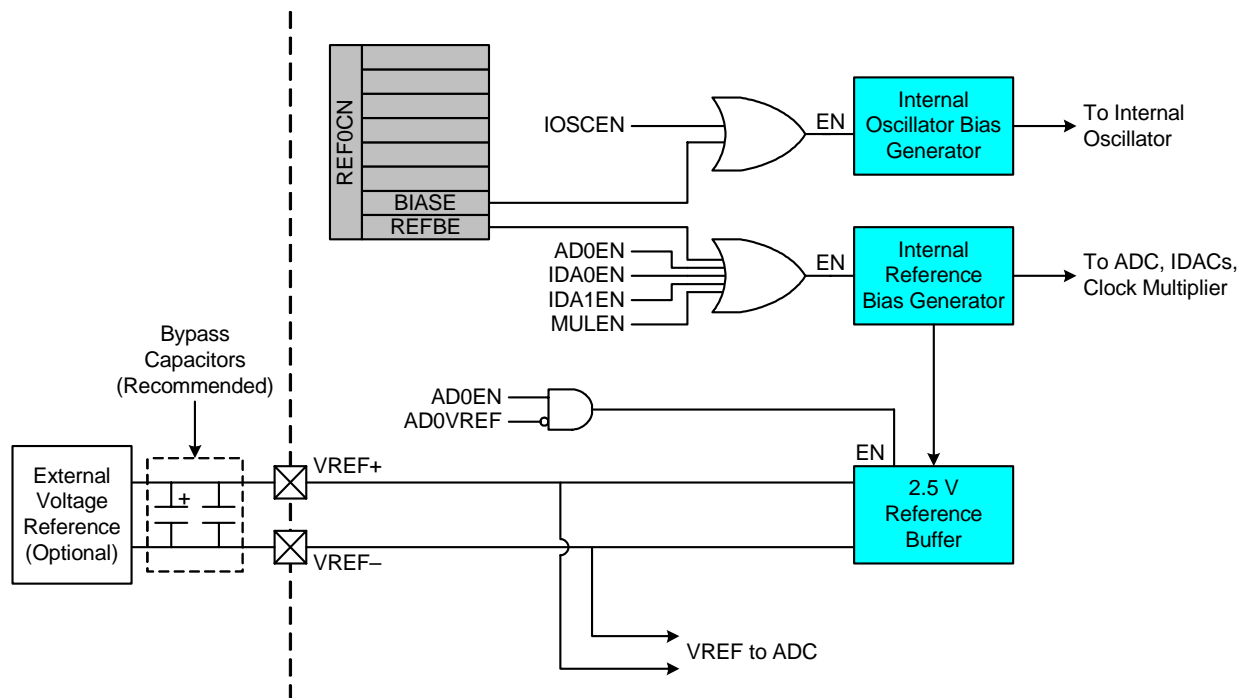 REF0CN
BIASE
REFBE
IOSCEN
EN
Internal
Oscillator Bias
Generator
To Internal
Oscillator
AD0EN
IDA0EN
IDA1EN
MULEN
EN
Internal
Reference
Bias Generator
To ADC, IDACs,
Clock Multiplier
Bypass
Capacitors
(Recommended)
AD0EN
AD0VREF
EN
External
Voltage
Reference
(Optional)
+
VREF+
VREF–
2.5 V
Reference
Buffer
VREF to ADC